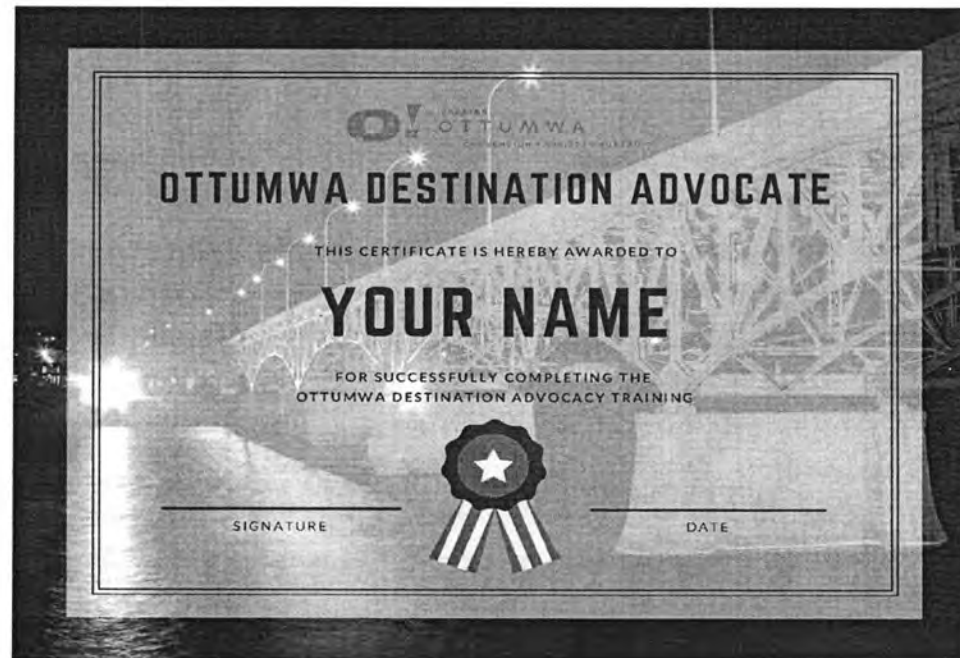 O!
OTTUMWA
OTTUMWA DESTINATION ADVOCATE
THIS CERTIFICATE IS HEREBY AWARDED TO
YOUR NAME
FOR SUCCESSFULLY COMPLETING THE
OTTUMWA DESTINATION ADVOCACY TRAINING
SIGNATURE
DATE